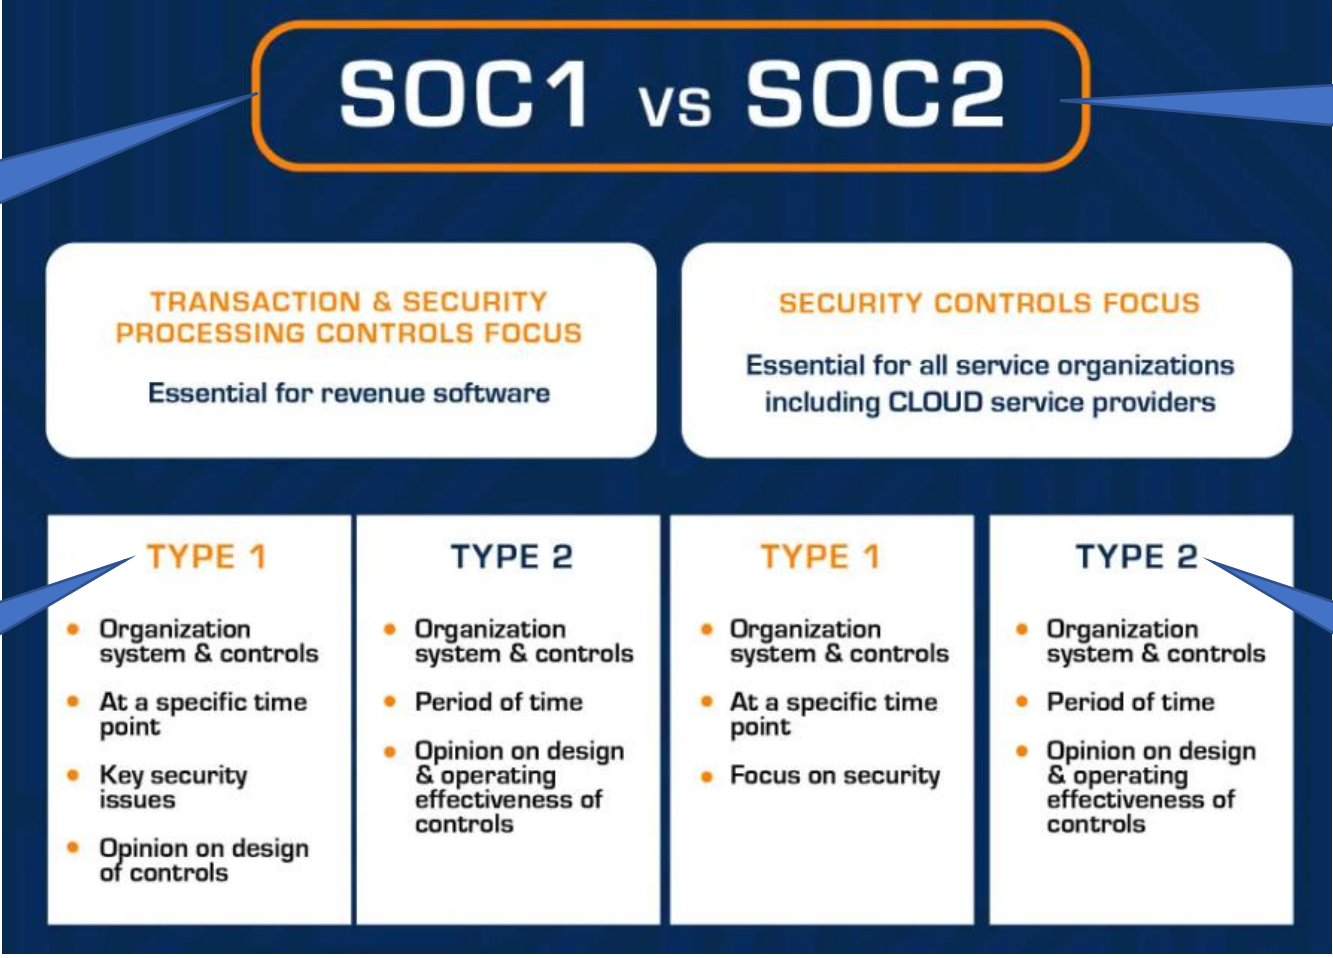 SOC1 vs SOC2
TRANSACTION & SECURITY
PROCESSING CONTROLS FOCUS
Essential for revenue software
SECURITY CONTROLS FOCUS
Essential for all service organizations
including CLOUD service providers
TYPE 1
Organization
system & controls
At a specific time
point
Key security
issues
Opinion on design
of controls
TYPE 2
Organization
system & controls
Period of time
Opinion on design
& operating
effectiveness of
controls
TYPE 1
Organization
system & controls
At a specific time
point
Focus on security
TYPE 2
Organization
system & controls
Period of time
Opinion on design
& operating
effectiveness of
controls